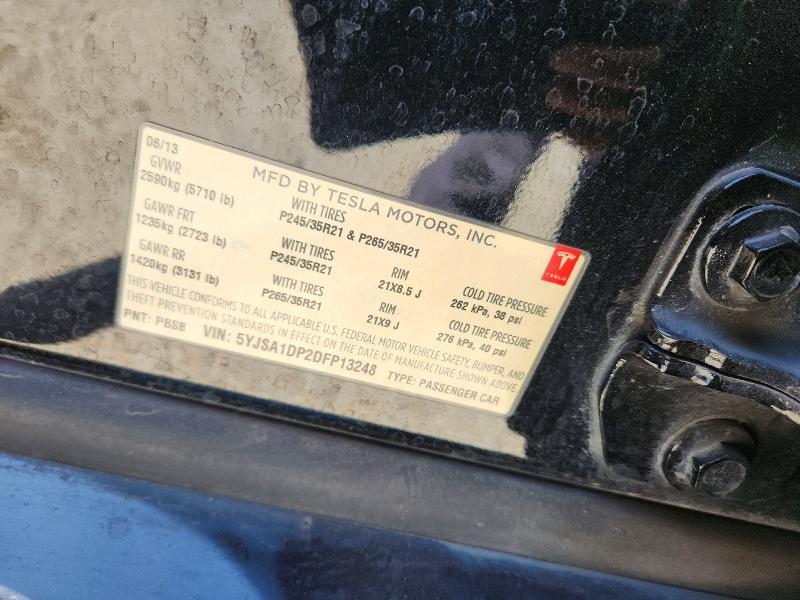 06/13
MFD BY TESLA MOTORS, INC.
GVWR
2590kg (5710 lb)
WITH TIRES
P245/35R21 & P265/35R21
TESLA
GAWR FRT
1235kg (2723 lb)
WITH TIRES
P245/35R21
RIM
21X8.5 J
COLD TIRE PRESSURE
262 kPa, 38 psi
GAWR RR
1420kg (3131 lb)
WITH TIRES
P265/35R21
RIM
21X9 J
COLD TIRE PRESSURE
276 kPa, 40 psi
THIS VEHICLE CONFORMS TO ALL APPLICABLE U.S. FEDERAL MOTOR VEHICLE SAFETY, BUMPER, AND
THEFT PREVENTION STANDARDS IN EFFECT ON THE DATE OF MANUFACTURE SHOWN ABOVE
PNT: PBSB VIN: 5YJSA1DP2DFP13248 TYPE: PASSENGER CAR